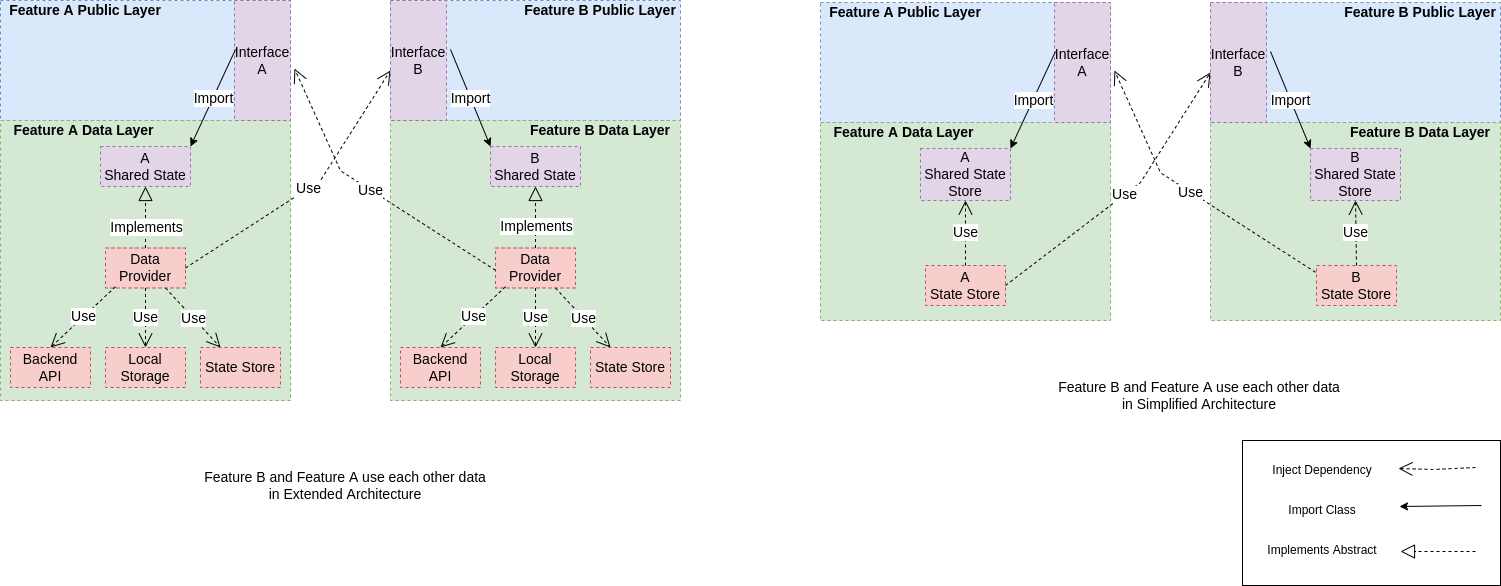 Feature A Public Layer
Interface
A
Import
Feature A Data Layer
A
Shared State
Implements
Data
Provider
Use
Use
Use
Backend
API
Local
Storage
State Store
Use
Use
Feature B Public Layer
Interface
B
Import
Feature B Data Layer
B
Shared State
Implements
Data
Provider
Use
Use
Use
Backend
API
Local
Storage
State Store
Feature B and Feature A use each other data
in Extended Architecture
Feature A Public Layer
Interface
A
Import
Feature A Data Layer
A
Shared State
Store
Use
A
State Store
Use
Use
Feature B Public Layer
Interface
B
Import
Feature B Data Layer
B
Shared State
Store
Use
B
State Store
Feature B and Feature A use each other data
in Simplified Architecture
Inject Dependency
Import Class
Implements Abstract